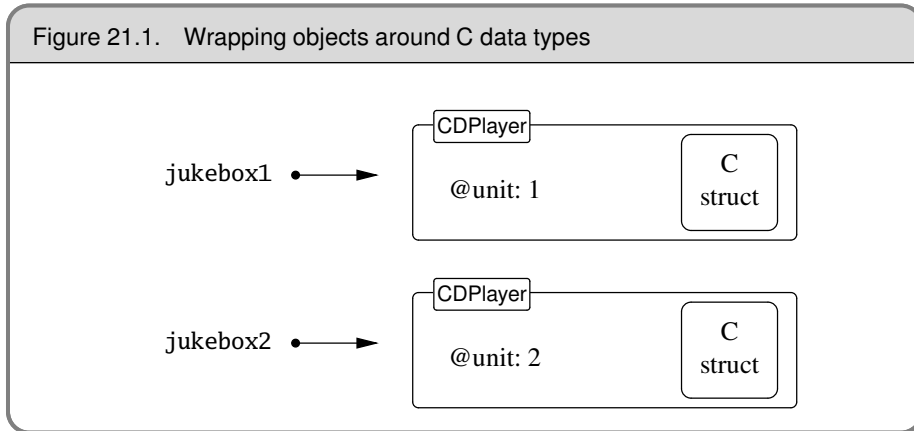 Figure 21.1. Wrapping objects around C data types
CDPlayer
jukebox1
@unit: 1
C
struct
CDPlayer
jukebox2
@unit: 2
C
struct